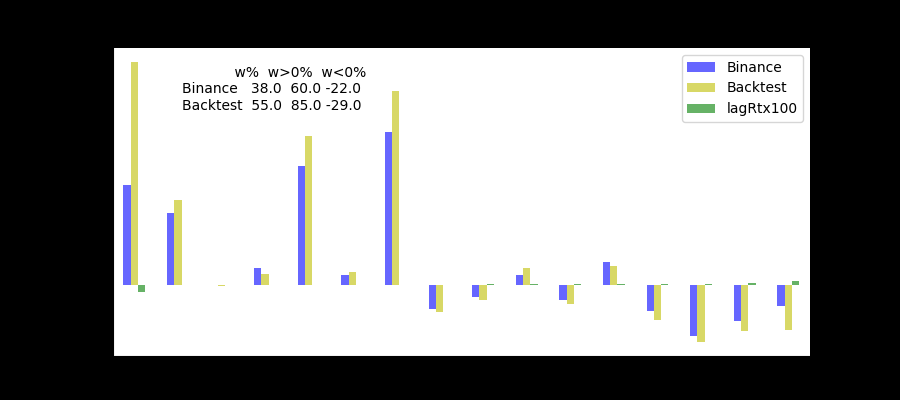 w% w>0% w<0%
Binance 38.0 60.0 -22.0
Backtest 55.0 85.0 -29.0
Binance
Backtest
lagRtx100